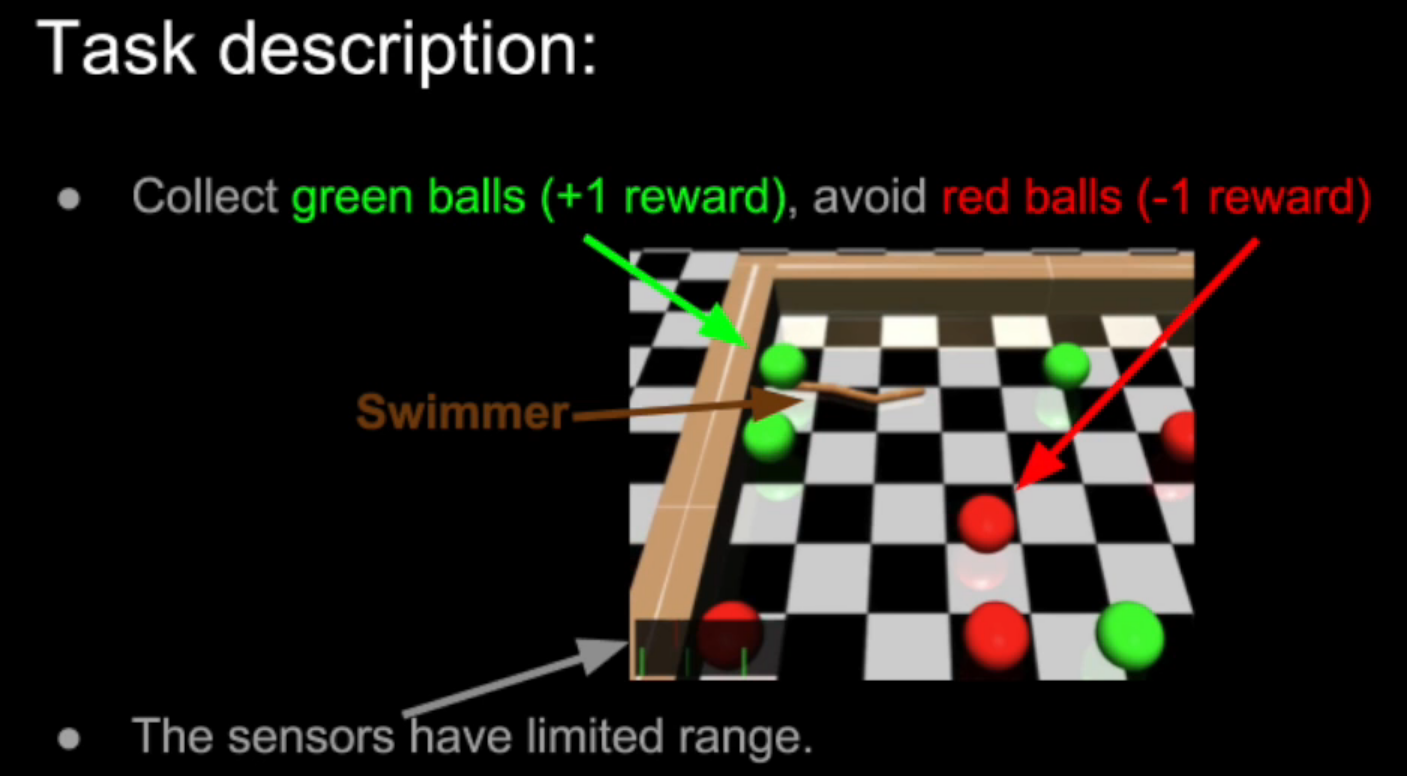 Task description:
Collect green balls (+1 reward), avoid red balls (-1 reward)
Swimmer
The sensors have limited range.